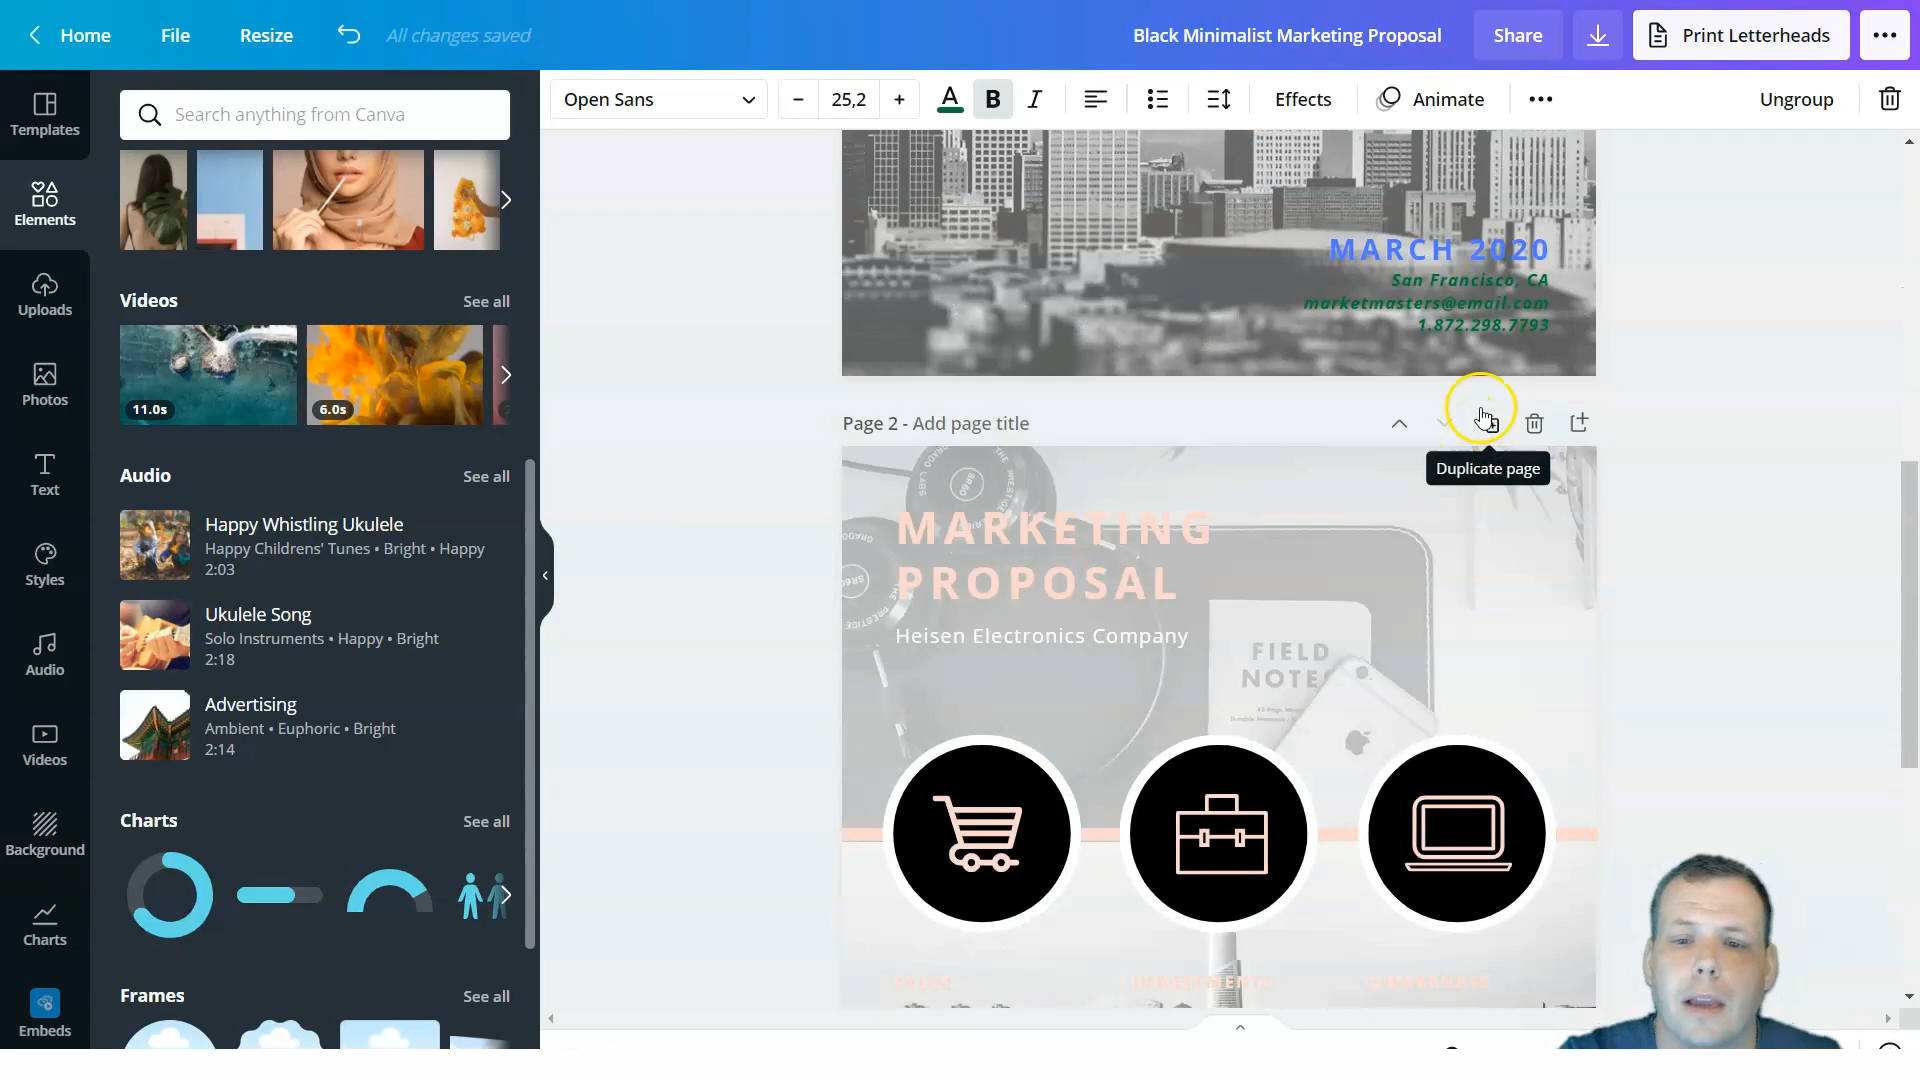 Home
File
Resize
All changes saved
Black Minimalist Marketing Proposal
Share
Print Letterheads
Templates
Elements
Uploads
Photos
Text
Styles
Audio
Videos
Background
Charts
Embeds
Search anything from Canva
Videos
See all
11.0s
6.0s
Audio
See all
Happy Whistling Ukulele
Happy Childrens' Tunes • Bright • Happy
2:03
Ukulele Song
Solo Instruments • Happy • Bright
2:18
Advertising
Ambient • Euphoric • Bright
2:14
Charts
See all
Frames
See all
Open Sans
25,2
A
B
I
Effects
Animate
Ungroup
MARCH 2020
San Francisco, CA
marketmasters@email.com
1.872.298.7793
Page 2 - Add page title
Duplicate page
MARKETING
PROPOSAL
Heisen Electronics Company
FIELD
NOTES
SR60